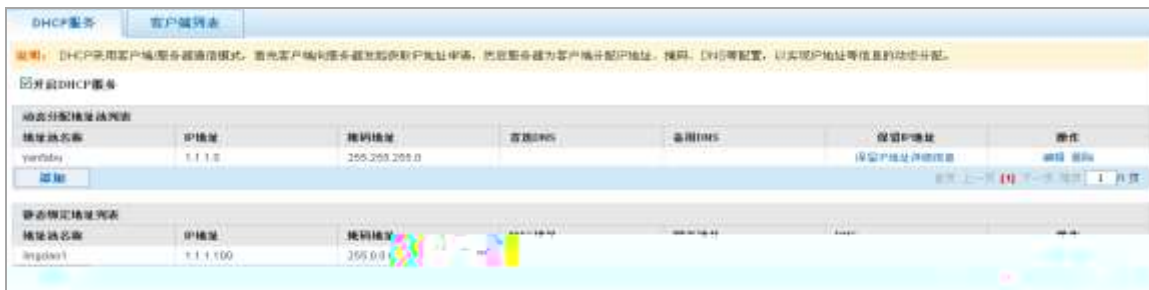 DHCP服务 客户端列表
说明: DHCP采用客户端/服务器通信模式，首先客户端向服务器发起获取IP地址申请，然后服务器为客户端分配IP地址、掩码、DNS等配置，以实现IP地址等信息的动态分配。
开启DHCP服务
动态分配地址池列表
地址池名称 IP地址 掩码地址 首选DNS 备用DNS 保留IP地址 操作
yanfabu 1.1.1.0 255.255.255.0 保留IP地址详细信息 编辑 删除
添加 首页 上一页 [1] 下一页 尾页 1
静态绑定地址列表
地址池名称 IP地址 掩码地址
lingdao1 1.1.1.100 255.0.0